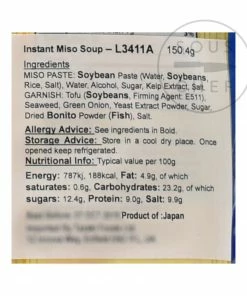 Instant Miso Soup – L3411A 150.4g
Ingredients
MISO PASTE: Soybean Paste (Water, Soybeans,
Rice, Salt), Water, Alcohol, Sugar, Kelp Extract, Salt.
GARNISH: Tofu (Soybeans, Firming Agent: E511),
Seaweed, Green Onion, Yeast Extract Powder, Sugar,
Dried Bonito Powder (Fish), Salt.
Allergy Advice: See ingredients in Bold.
Storage Advice: Store in a cool dry place. Once
opened keep refrigerated.
Nutritional Info: Typical value per 100g
Energy: 787kj, 188kcal, Fat: 4.9g, of which
saturates: 0.6g, Carbohydrates: 23.2g, of which
sugars: 12.4g, Protein: 9.0g, Salt: 9.9g
Product of :Japan